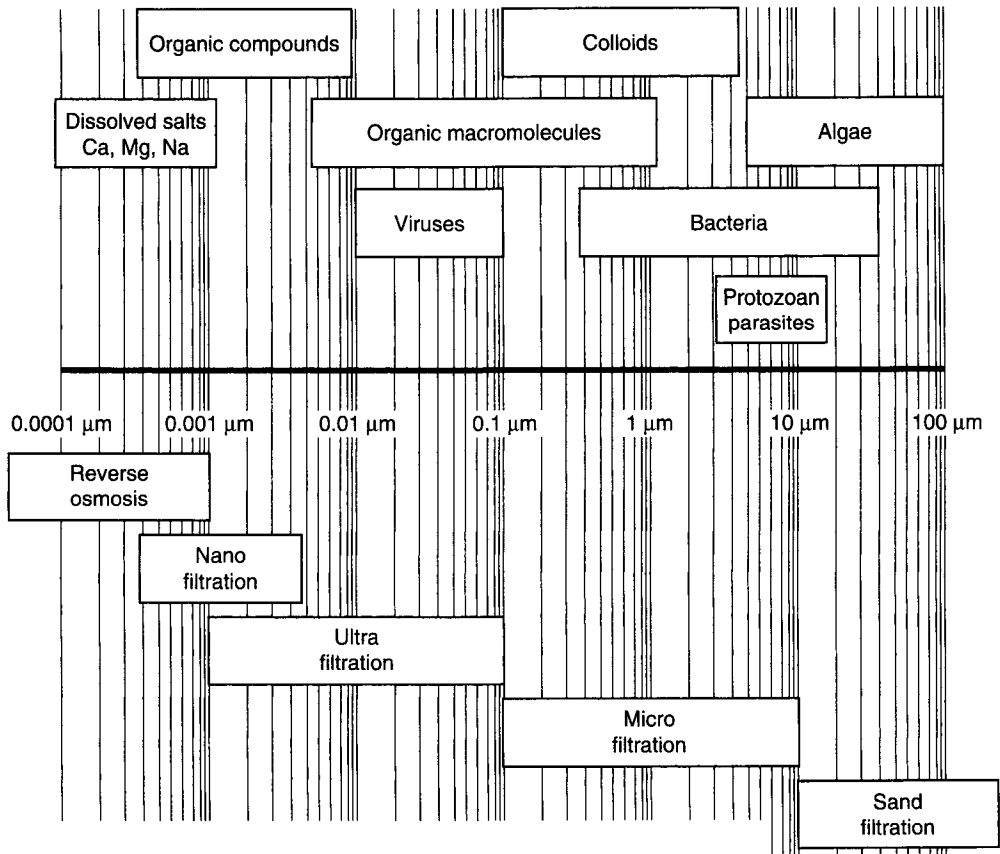 Organic compounds
Colloids
Dissolved salts
Ca, Mg, Na
Organic macromolecules
Algae
Viruses
Bacteria
Protozoan
parasites
0.0001 μm
0.001 μm
0.01 μm
0.1 μm
1 μm
10 μm
100 μm
Reverse
osmosis
Nano
filtration
Ultra
filtration
Micro
filtration
Sand
filtration